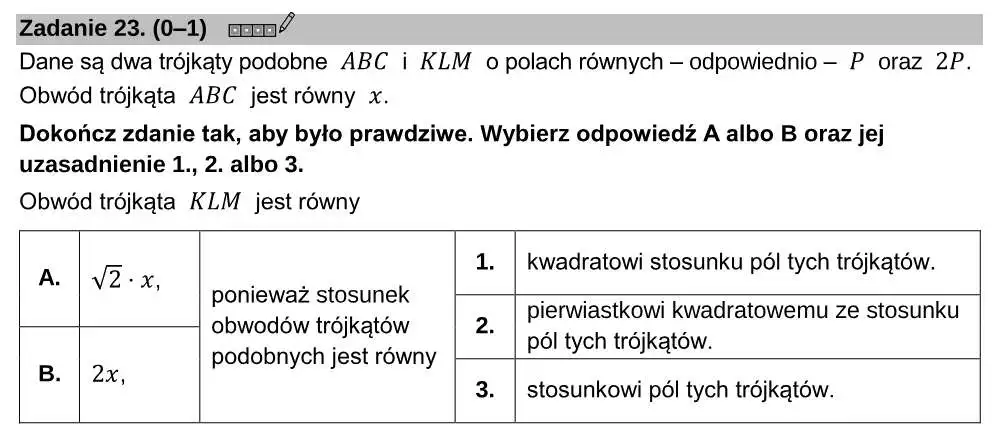 Zadanie 23. (0–1)
Dane są dwa trójkąty podobne ABC i KLM o polach równych – odpowiednio – P oraz 2P.
Obwód trójkąta ABC jest równy x.
Dokończ zdanie tak, aby było prawdziwe. Wybierz odpowiedź A albo B oraz jej
uzasadnienie 1., 2. albo 3.
Obwód trójkąta KLM jest równy
A. √2 · x,
B. 2x,
ponieważ stosunek
obwodów trójkątów
podobnych jest równy
1. kwadratowi stosunku pól tych trójkątów.
2. pierwiastkowi kwadratowemu ze stosunku
pól tych trójkątów.
3. stosunkowi pól tych trójkątów.